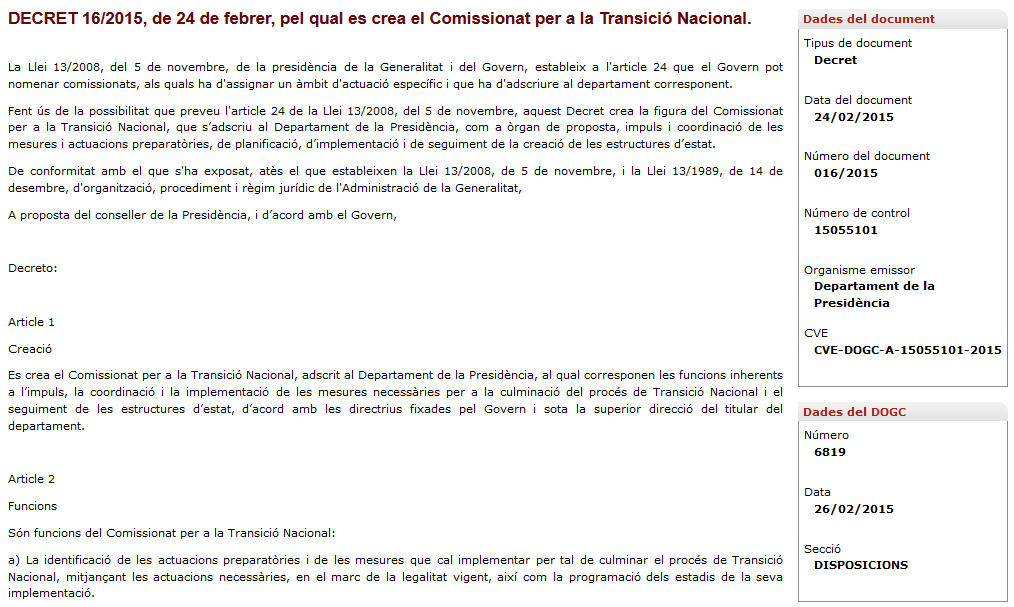 DECRET 16/2015, de 24 de febrer, pel qual es crea el Comissionat per a la Transició Nacional.
La Llei 13/2008, del 5 de novembre, de la presidència de la Generalitat i del Govern, estableix a l'article 24 que el Govern pot
nomenar comissionats, als quals ha d'assignar un àmbit d'actuació específic i que ha d'adscriure al departament corresponent.
Fent ús de la possibilitat que preveu l'article 24 de la Llei 13/2008, del 5 de novembre, aquest Decret crea la figura del Comissionat
per a la Transició Nacional, que s’adscriu al Departament de la Presidència, com a òrgan de proposta, impuls i coordinació de les
mesures i actuacions preparatòries, de planificació, d’implementació i de seguiment de la creació de les estructures d’estat.
De conformitat amb el que s'ha exposat, atès el que estableixen la Llei 13/2008, de 5 de novembre, i la Llei 13/1989, de 14 de
desembre, d'organització, procediment i règim jurídic de l'Administració de la Generalitat,
A proposta del conseller de la Presidència, i d’acord amb el Govern,
Decreto:
Article 1
Creació
Es crea el Comissionat per a la Transició Nacional, adscrit al Departament de la Presidència, al qual corresponen les funcions inherents
a l’impuls, la coordinació i la implementació de les mesures necessàries per a la culminació del procés de Transició Nacional i el
seguiment de les estructures d’estat, d’acord amb les directrius fixades pel Govern i sota la superior direcció del titular del
departament.
Article 2
Funcions
Són funcions del Comissionat per a la Transició Nacional:
a) La identificació de les actuacions preparatòries i de les mesures que cal implementar per tal de culminar el procés de Transició
Nacional, mitjançant les actuacions necessàries, en el marc de la legalitat vigent, així com la programació dels estadis de la seva
implementació.
Dades del document
Tipus de document
Decret
Data del document
24/02/2015
Número del document
016/2015
Número de control
15055101
Organisme emissor
Departament de la
Presidència
CVE
CVE-DOGC-A-15055101-2015
Dades del DOGC
Número
6819
Data
26/02/2015
Secció
DISPOSICIONS